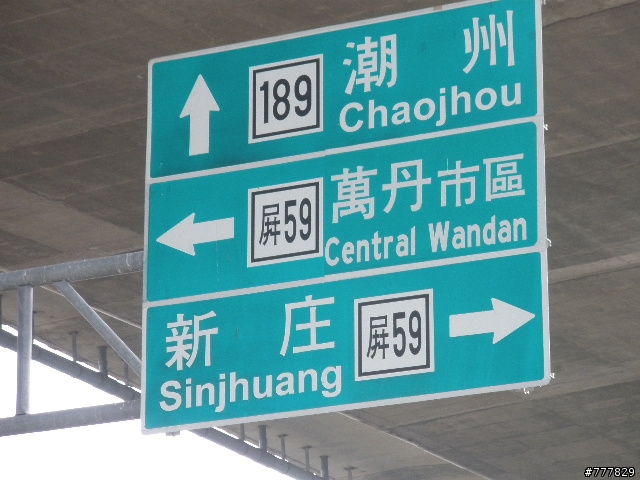 189 潮州
Chaojhou
屏59 萬丹市區
Central Wandan
新庄 屏59
Sinjhuang
#777829